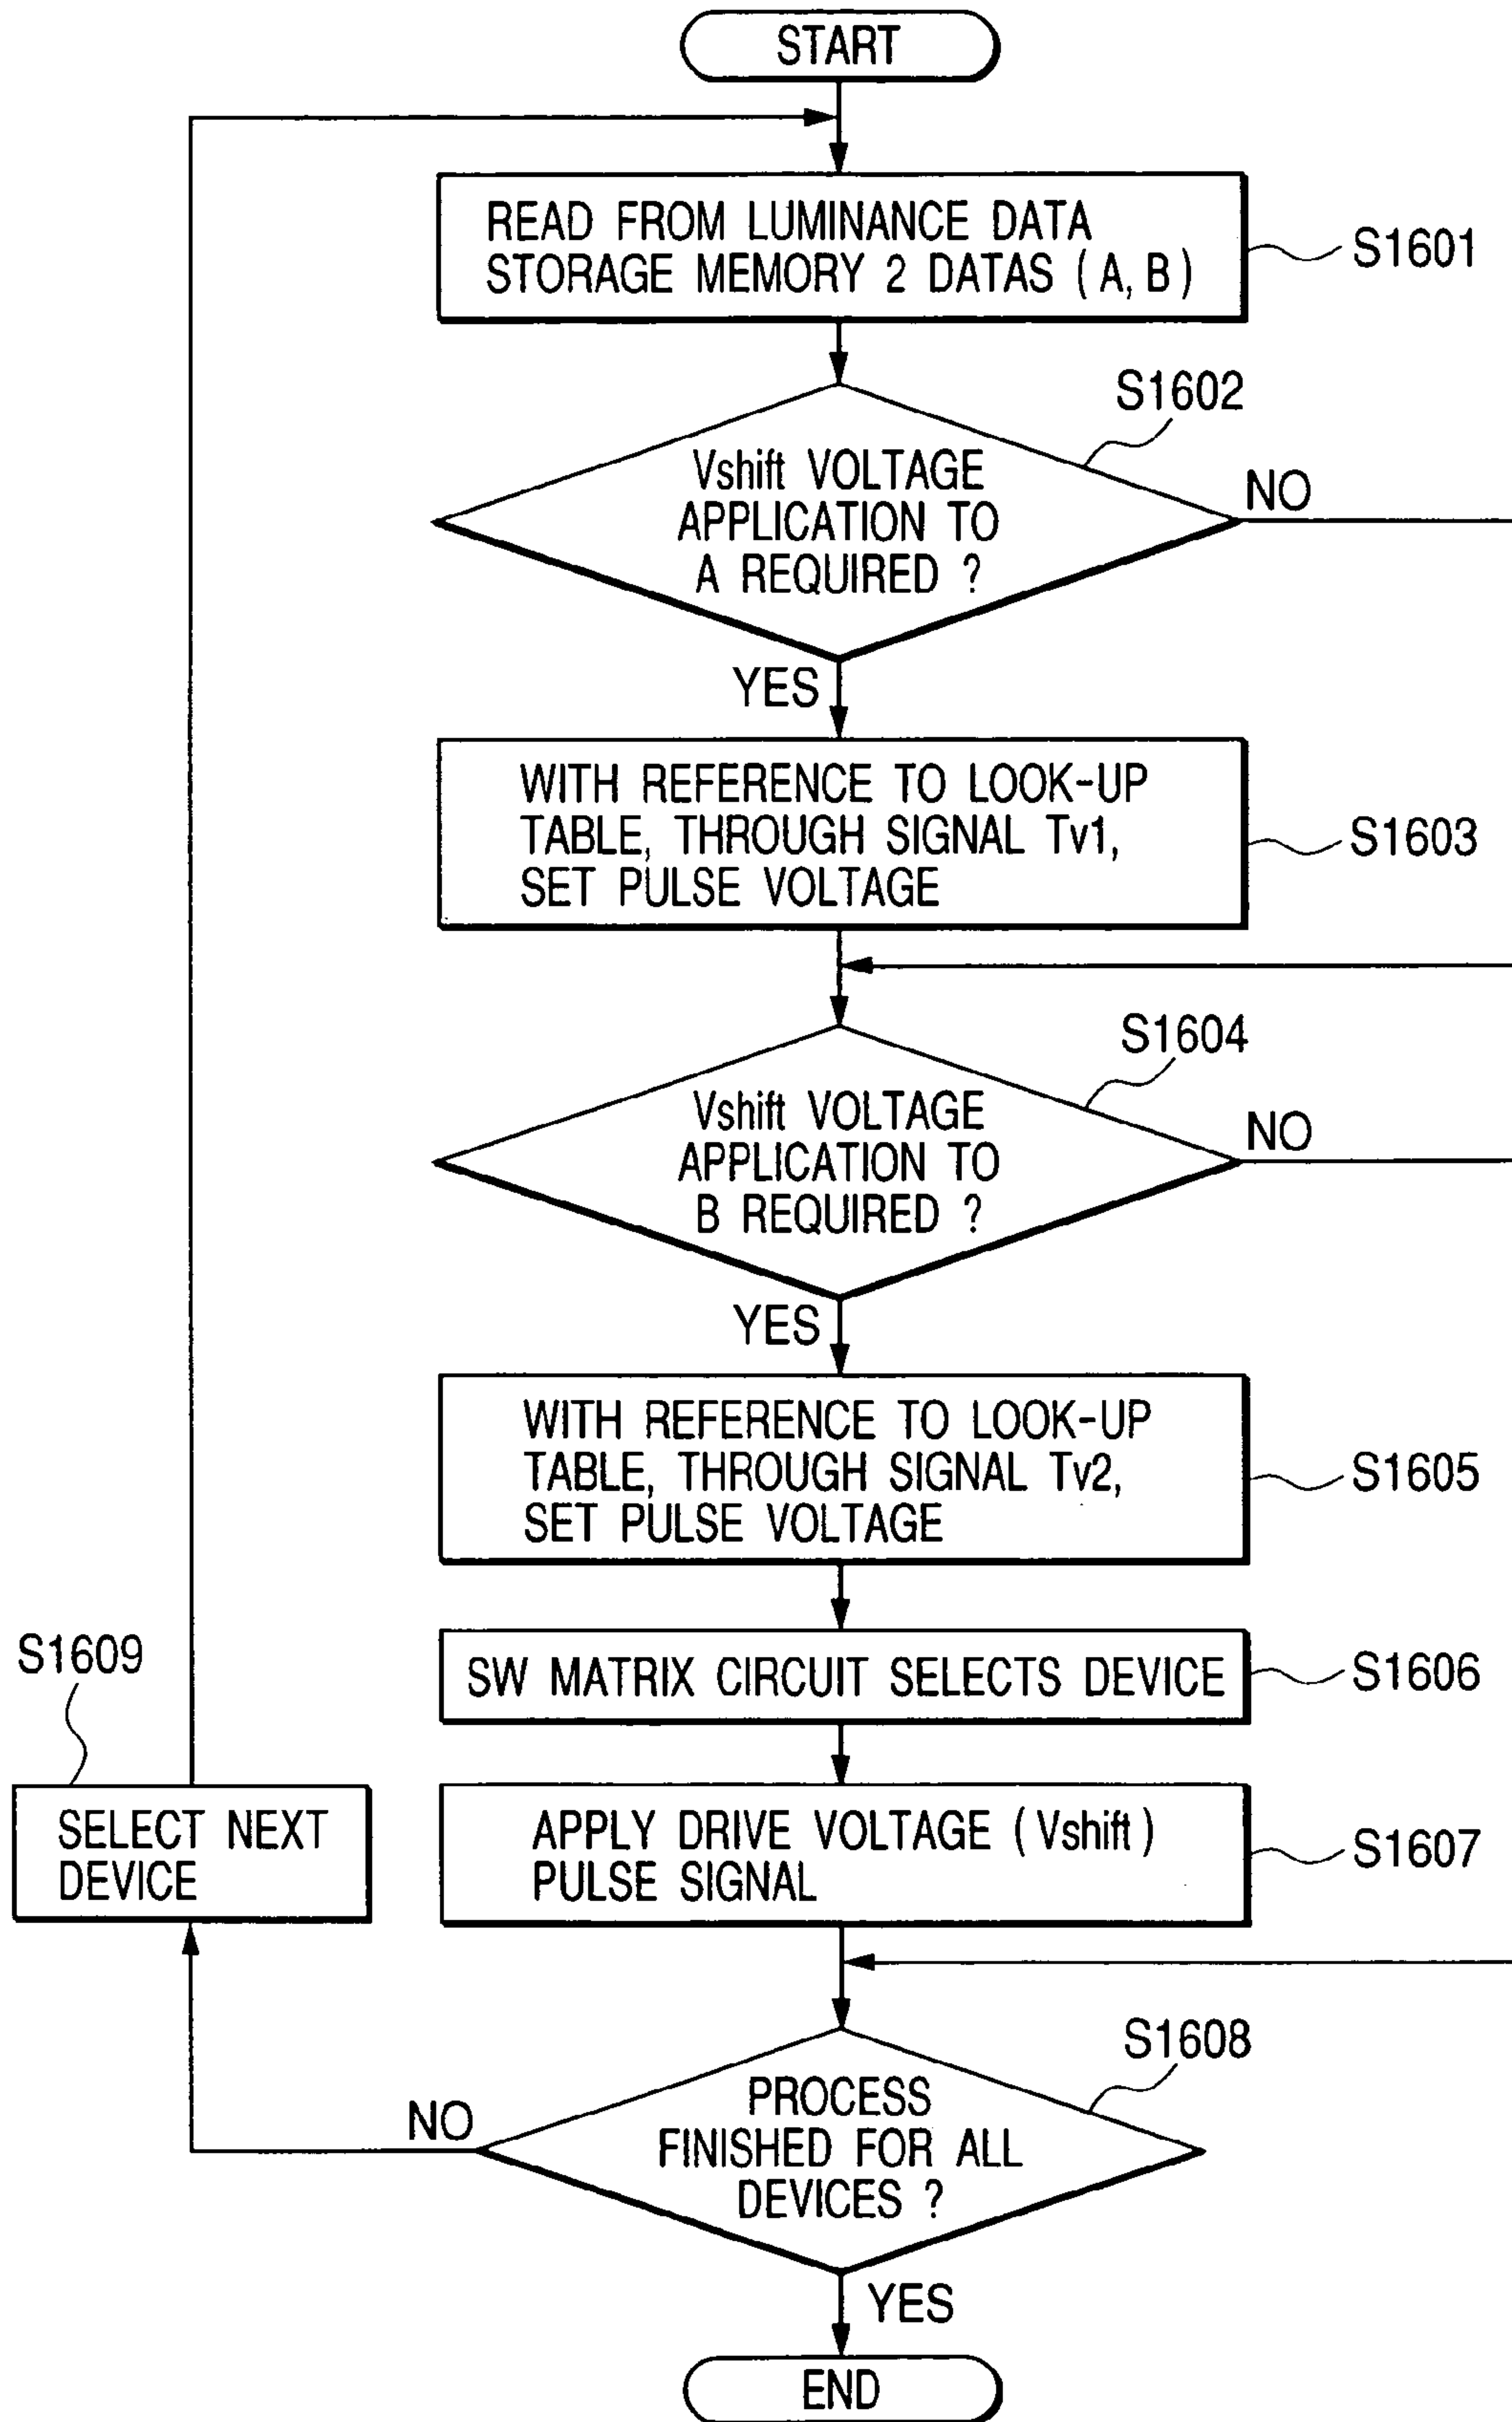 START
READ FROM LUMINANCE DATA
STORAGE MEMORY 2 DATAS (A, B)
S1601
S1602
Vshift VOLTAGE
APPLICATION TO
A REQUIRED ?
NO
YES
WITH REFERENCE TO LOOK-UP
TABLE, THROUGH SIGNAL Tv1,
SET PULSE VOLTAGE
S1603
S1604
Vshift VOLTAGE
APPLICATION TO
B REQUIRED ?
NO
YES
WITH REFERENCE TO LOOK-UP
TABLE, THROUGH SIGNAL Tv2,
SET PULSE VOLTAGE
S1605
SW MATRIX CIRCUIT SELECTS DEVICE
S1606
S1609
SELECT NEXT
DEVICE
APPLY DRIVE VOLTAGE (Vshift)
PULSE SIGNAL
S1607
S1608
PROCESS
FINISHED FOR ALL
DEVICES ?
NO
YES
END